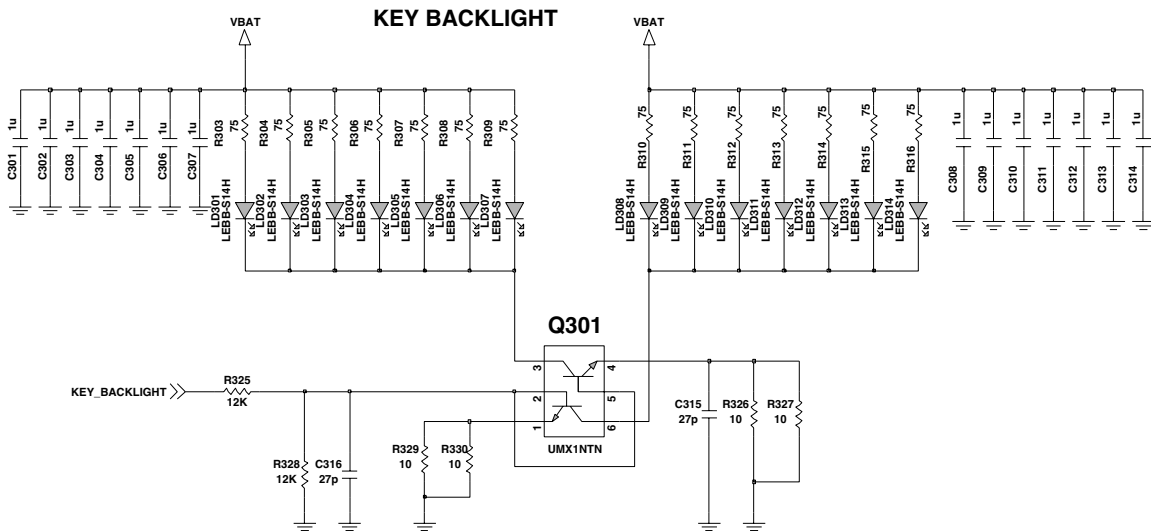 KEY BACKLIGHT
VBAT
VBAT
1u
C301
1u
C302
1u
C303
1u
C304
1u
C305
1u
C306
1u
C307
R303
75
R304
75
R305
75
R306
75
R307
75
R308
75
R309
75
75
R310
75
R311
75
R312
75
R313
75
R314
75
R315
75
R316
1u
C308
1u
C309
1u
C310
1u
C311
1u
C312
1u
C313
1u
C314
LD301
LEBB-S14H
LD302
LEBB-S14H
LD303
LEBB-S14H
LD304
LEBB-S14H
LD305
LEBB-S14H
LD306
LEBB-S14H
LD307
LEBB-S14H
LD308
LEBB-S14H
LD309
LEBB-S14H
LD310
LEBB-S14H
LD311
LEBB-S14H
LD312
LEBB-S14H
LD313
LEBB-S14H
LD314
Q301
3
4
2
5
1
6
UMX1NTN
KEY_BACKLIGHT
R325
12K
R328
12K
C316
27p
R329
10
R330
10
C315
27p
R326
10
R327
10